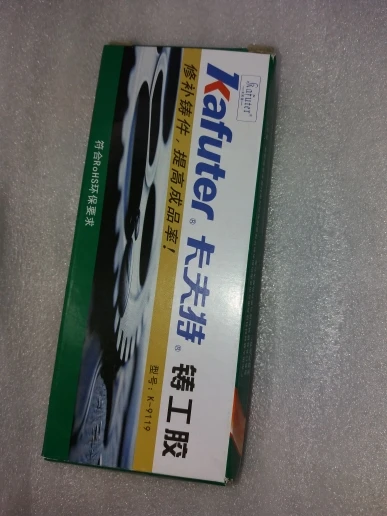 Kafuter®
Kafuter® 卡夫特® 铸工胶
修补铸件，提高成品率！
型号：K-9119
符合RoHS环保要求